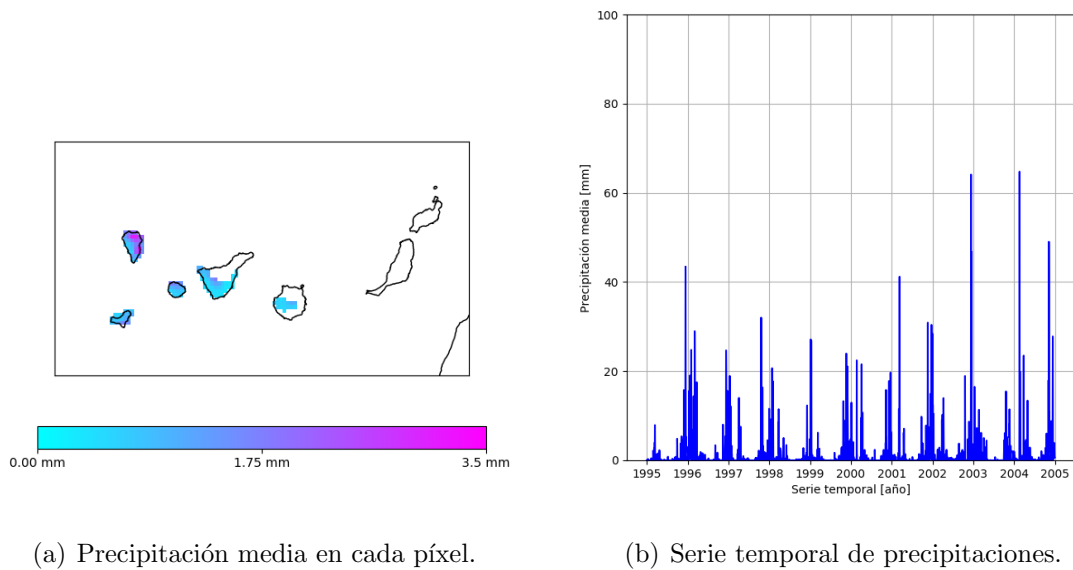 0.00 mm 1.75 mm 3.5 mm
(a) Precipitación media en cada píxel.
100
80
60
40
20
0
Precipitación media [mm]
1995 1996 1997 1998 1999 2000 2001 2002 2003 2004 2005
Serie temporal [año]
(b) Serie temporal de precipitaciones.